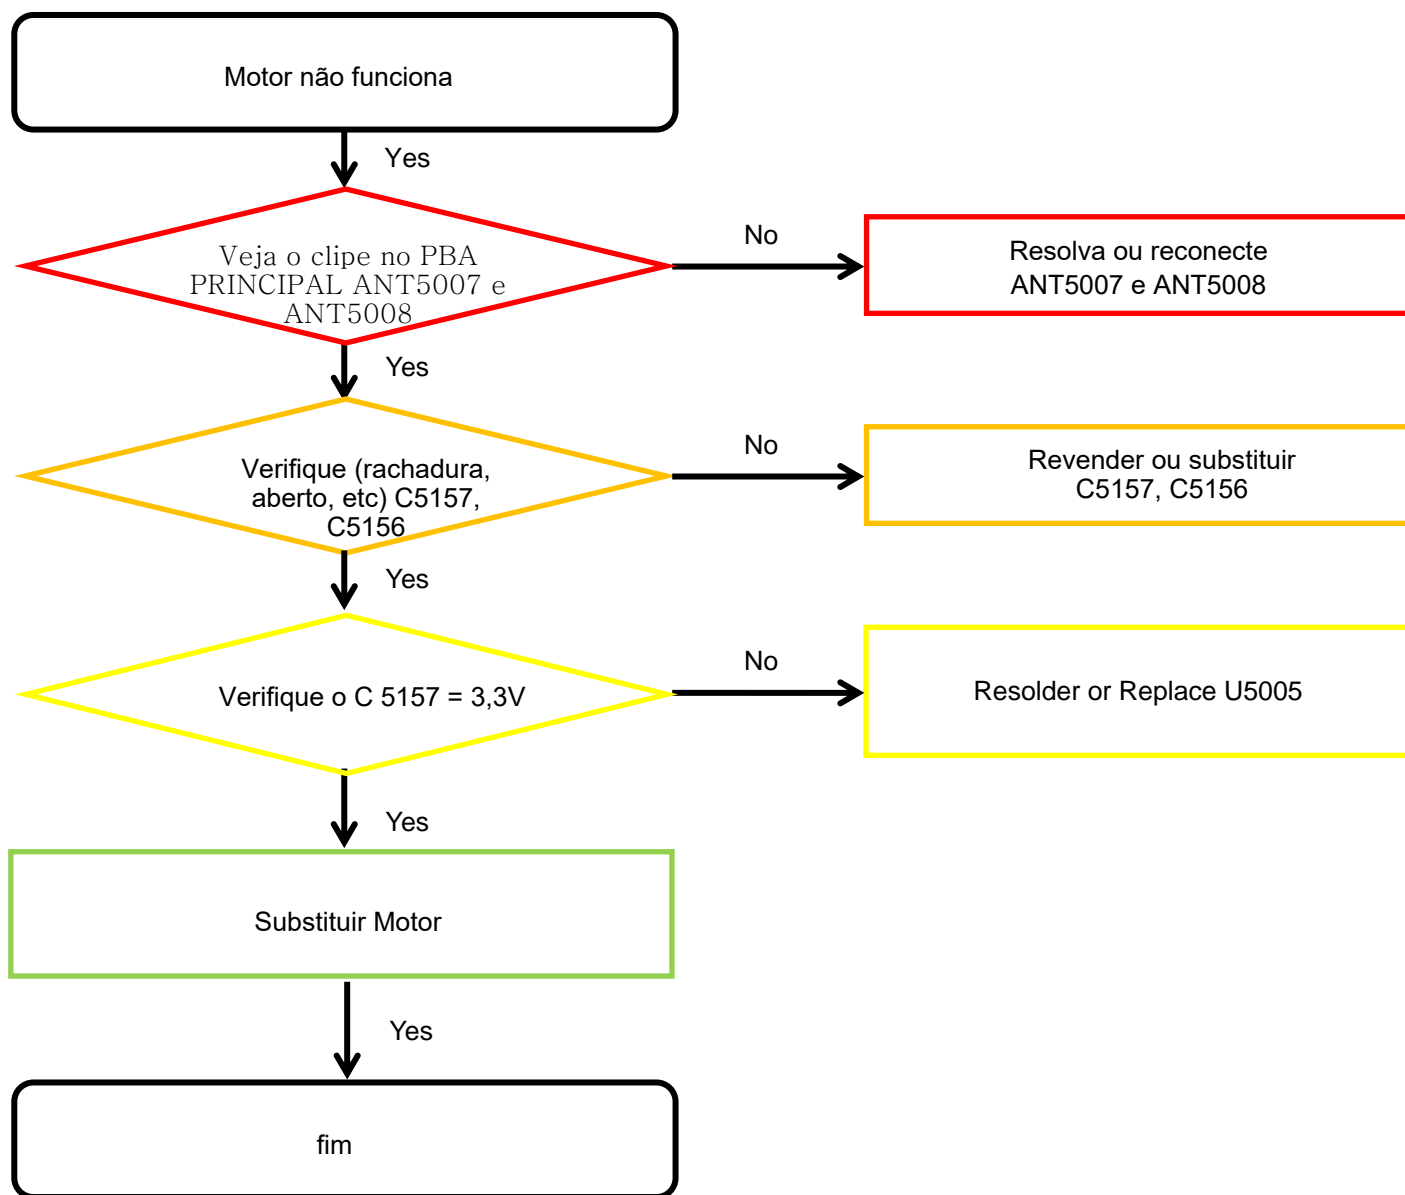 Motor não funciona
Yes
Veja o clipe no PBA
PRINCIPAL ANT5007 e
ANT5008
No
Resolva ou reconecte
ANT5007 e ANT5008
Yes
Verifique (rachadura,
aberto, etc) C5157,
C5156
No
Revender ou substituir
C5157, C5156
Yes
Verifique o C 5157 = 3,3V
No
Resolder or Replace U5005
Yes
Substituir Motor
Yes
fim